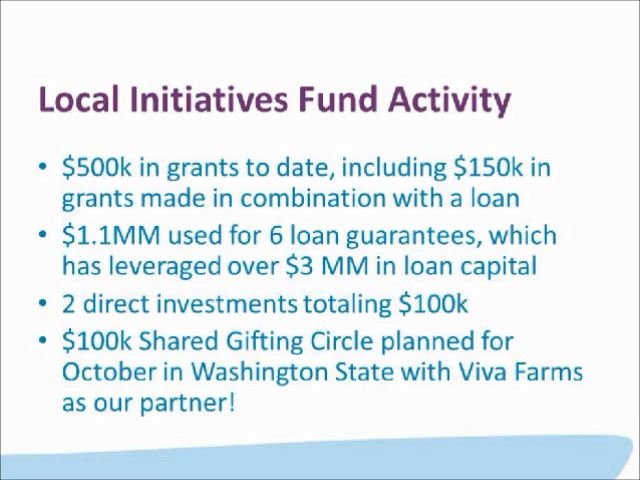 Local Initiatives Fund Activity
• $500k in grants to date, including $150k in
grants made in combination with a loan
• $1.1MM used for 6 loan guarantees, which
has leveraged over $3 MM in loan capital
• 2 direct investments totaling $100k
• $100k Shared Gifting Circle planned for
October in Washington State with Viva Farms
as our partner!